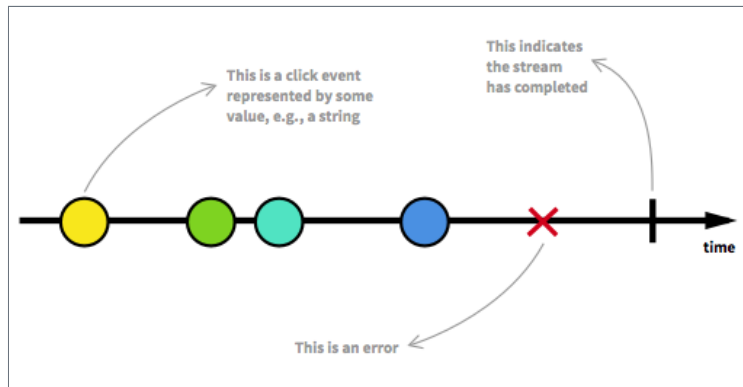 This is a click event
represented by some
value, e.g., a string
This indicates
the stream
has completed
time
This is an error